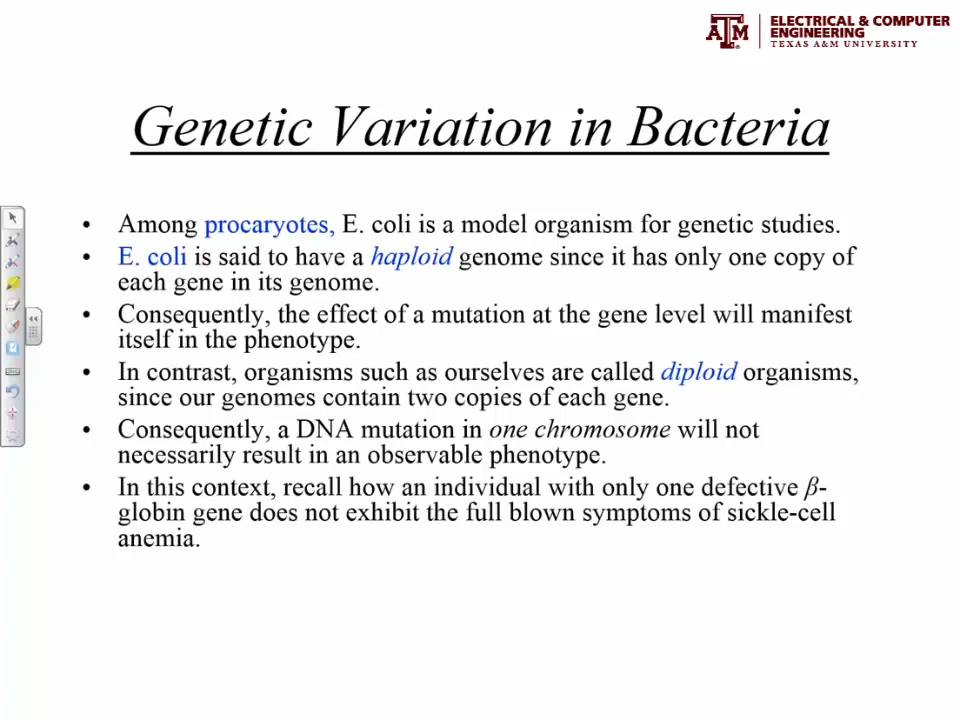 ATM
ELECTRICAL & COMPUTER
ENGINEERING
TEXAS A&M UNIVERSITY
Genetic Variation in Bacteria
• Among procaryotes, E. coli is a model organism for genetic studies.
• E. coli is said to have a haploid genome since it has only one copy of
each gene in its genome.
• Consequently, the effect of a mutation at the gene level will manifest
itself in the phenotype.
• In contrast, organisms such as ourselves are called diploid organisms,
since our genomes contain two copies of each gene.
• Consequently, a DNA mutation in one chromosome will not
necessarily result in an observable phenotype.
• In this context, recall how an individual with only one defective β-
globin gene does not exhibit the full blown symptoms of sickle-cell
anemia.